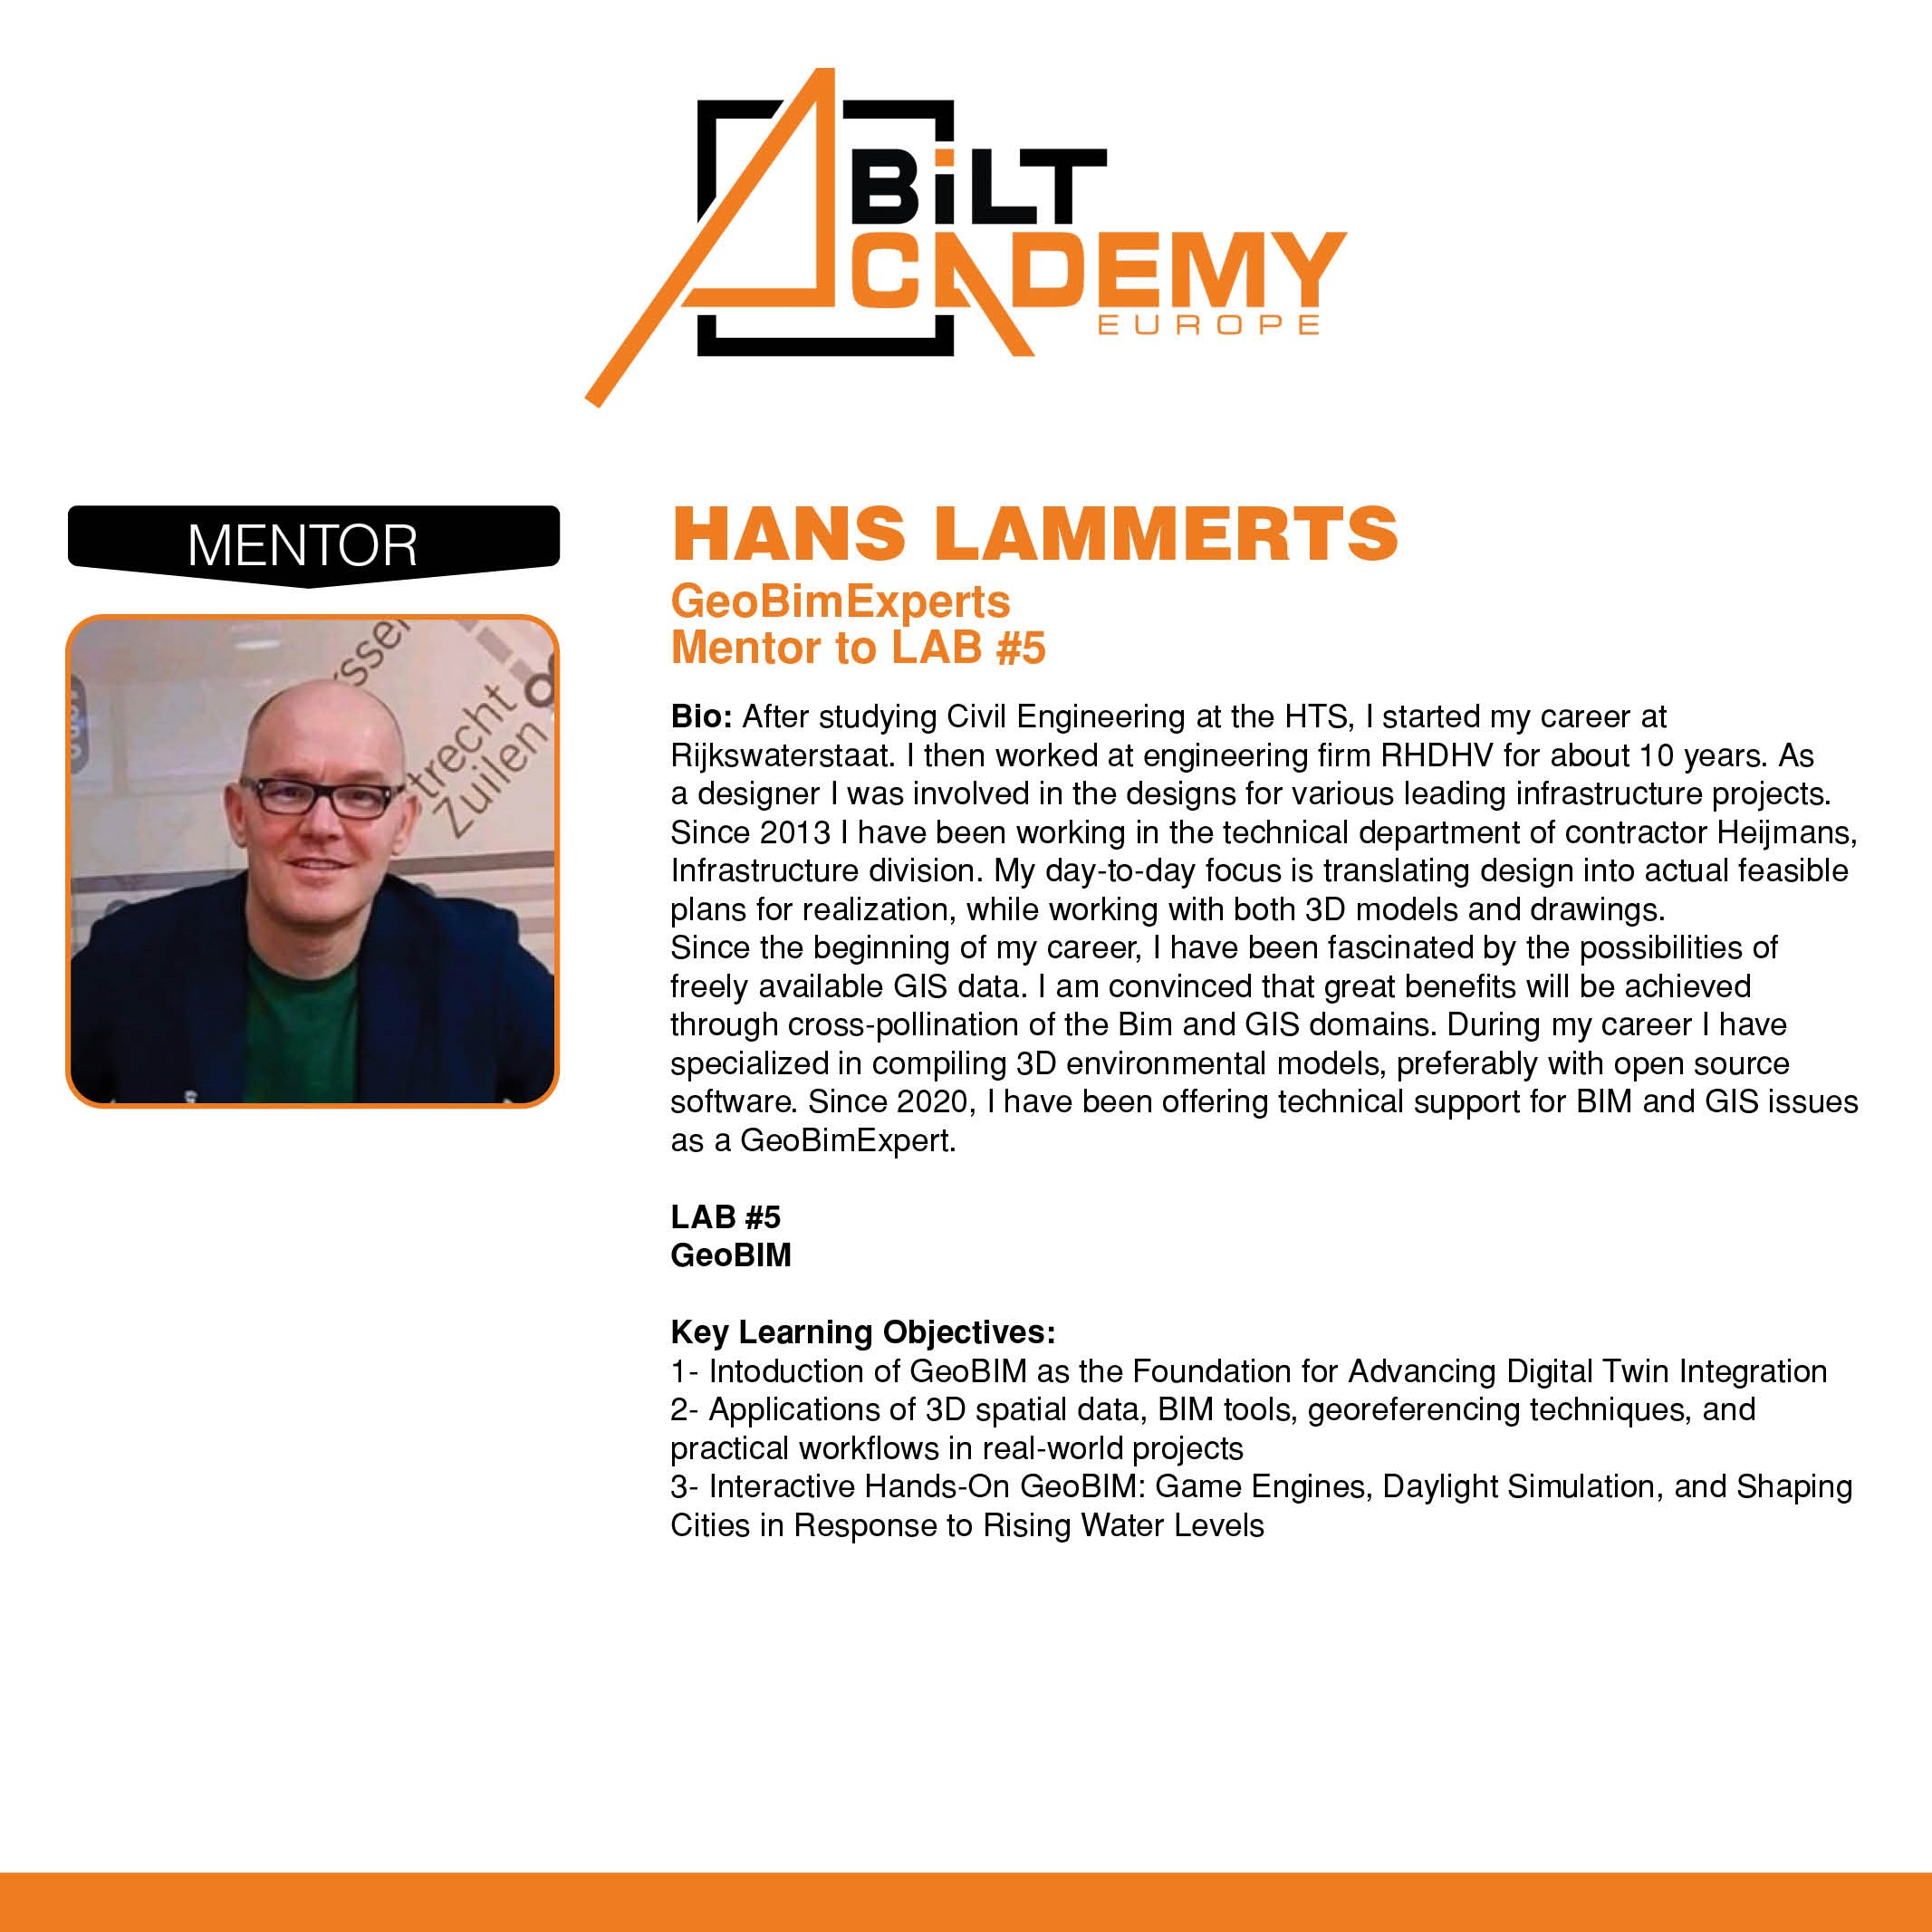 BiLT
ACADEMY
EUROPE
MENTOR
HANS LAMMERTS
GeoBimExperts
Mentor to LAB #5
Bio: After studying Civil Engineering at the HTS, I started my career at
Rijkswaterstaat. I then worked at engineering firm RHDHV for about 10 years. As
a designer I was involved in the designs for various leading infrastructure projects.
Since 2013 I have been working in the technical department of contractor Heijmans,
Infrastructure division. My day-to-day focus is translating design into actual feasible
plans for realization, while working with both 3D models and drawings.
Since the beginning of my career, I have been fascinated by the possibilities of
freely available GIS data. I am convinced that great benefits will be achieved
through cross-pollination of the Bim and GIS domains. During my career I have
specialized in compiling 3D environmental models, preferably with open source
software. Since 2020, I have been offering technical support for BIM and GIS issues
as a GeoBimExpert.
LAB #5
GeoBIM
Key Learning Objectives:
1- Intoduction of GeoBIM as the Foundation for Advancing Digital Twin Integration
2- Applications of 3D spatial data, BIM tools, georeferencing techniques, and
practical workflows in real-world projects
3- Interactive Hands-On GeoBIM: Game Engines, Daylight Simulation, and Shaping
Cities in Response to Rising Water Levels
trecht
Zuilen